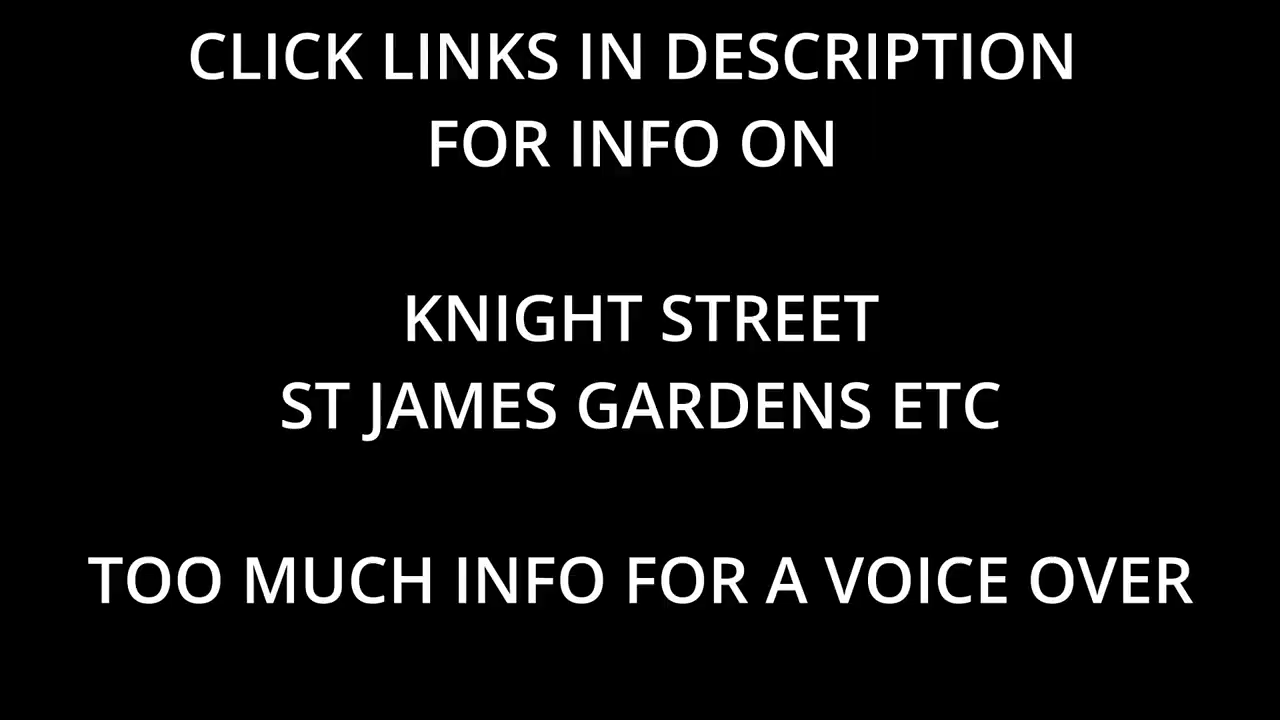 CLICK LINKS IN DESCRIPTION
FOR INFO ON
KNIGHT STREET
ST JAMES GARDENS ETC
TOO MUCH INFO FOR A VOICE OVER